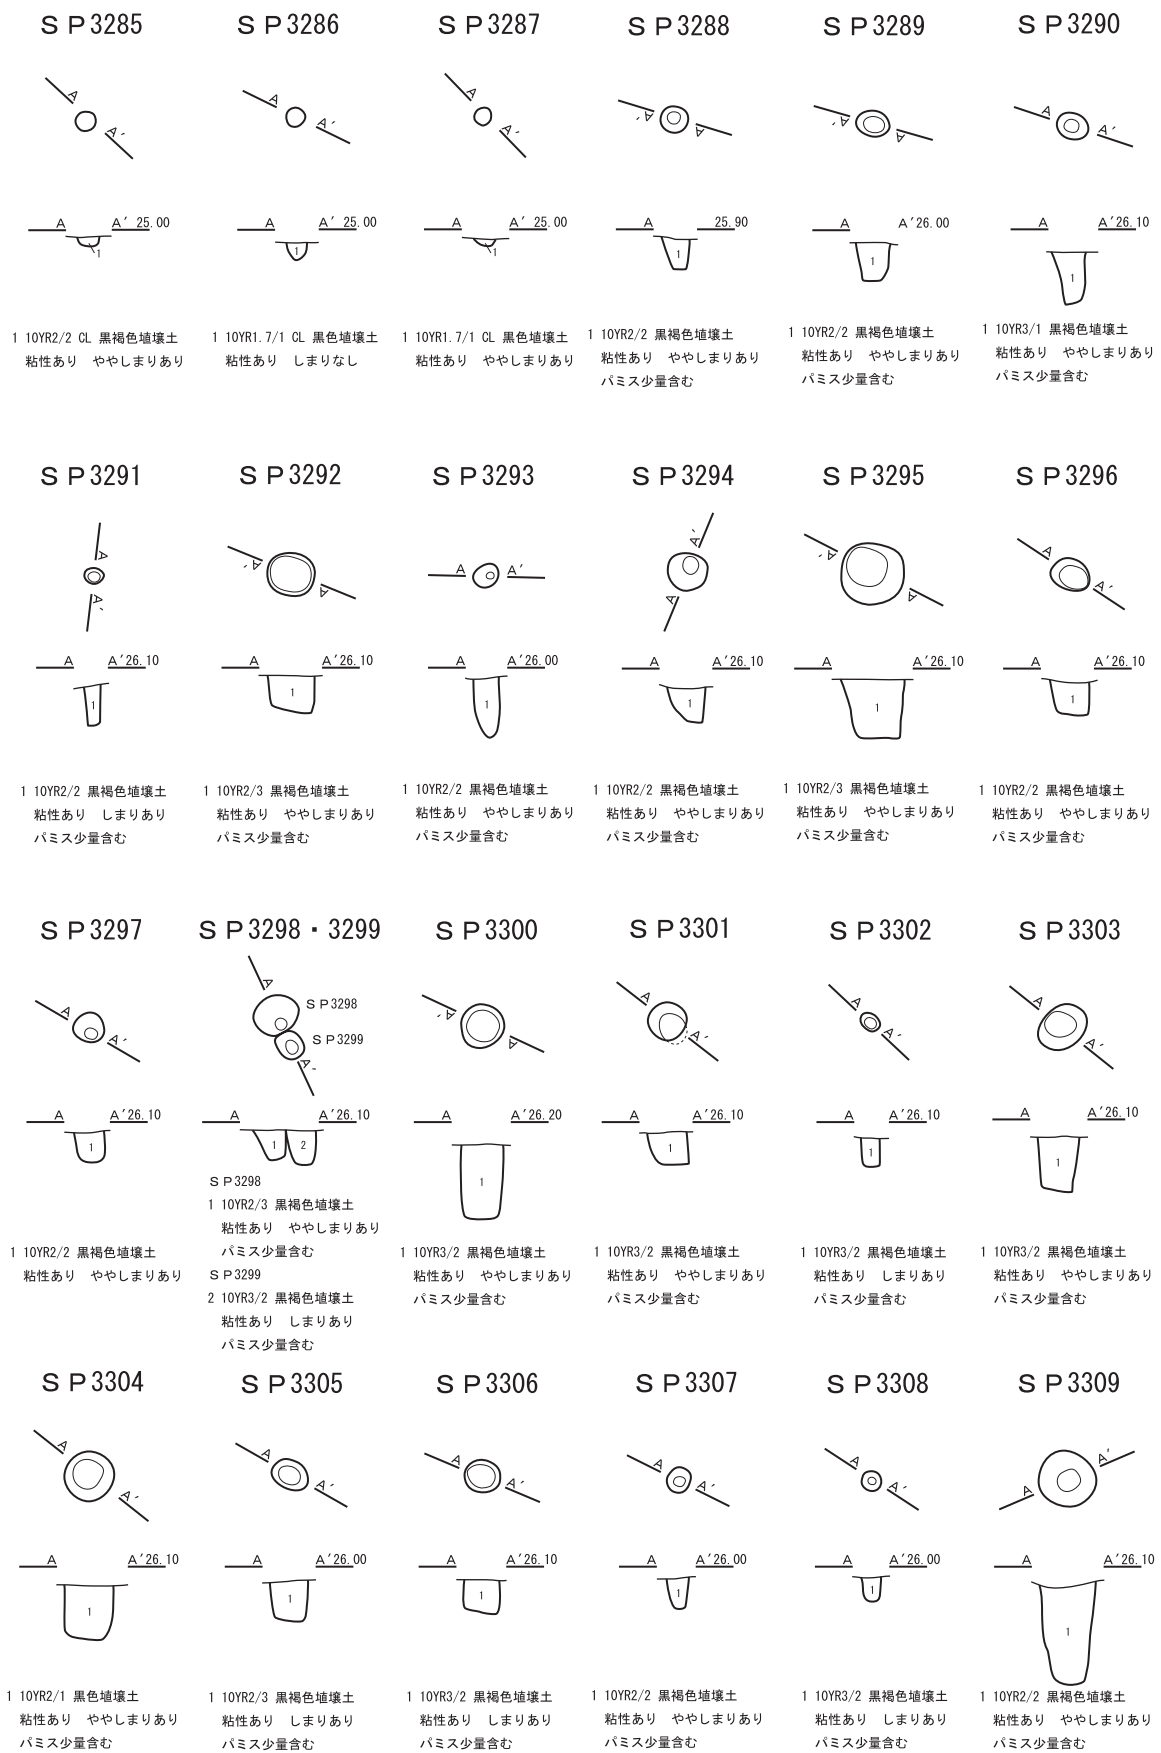 ＳＰ3285
A
A′
A A′ 25.00
1
1 10YR2/2 CL 黒褐色埴壌土
粘性あり ややしまりあり
ＳＰ3286
A
A′
A A′ 25.00
1
1 10YR1.7/1 CL 黒色埴壌土
粘性あり しまりなし
ＳＰ3287
A
A′
A A′ 25.00
1
1 10YR1.7/1 CL 黒色埴壌土
粘性あり ややしまりあり
ＳＰ3288
A′
A
A 25.90
1
1 10YR2/2 黒褐色埴壌土
粘性あり ややしまりあり
パミス少量含む
ＳＰ3289
A′
A
A A′26.00
1
1 10YR2/2 黒褐色埴壌土
粘性あり ややしまりあり
パミス少量含む
ＳＰ3290
A
A′
A A′26.10
1
1 10YR3/1 黒褐色埴壌土
粘性あり ややしまりあり
パミス少量含む
ＳＰ3291
A
A′
A A′26.10
1
1 10YR2/2 黒褐色埴壌土
粘性あり しまりあり
パミス少量含む
ＳＰ3292
A′
A
A A′26.10
1
1 10YR2/3 黒褐色埴壌土
粘性あり ややしまりあり
パミス少量含む
ＳＰ3293
A A′
A A′26.00
1
1 10YR2/2 黒褐色埴壌土
粘性あり ややしまりあり
パミス少量含む
ＳＰ3294
A′
A
A A′26.10
1
1 10YR2/2 黒褐色埴壌土
粘性あり ややしまりあり
パミス少量含む
ＳＰ3295
A′
A
A A′26.10
1
1 10YR2/3 黒褐色埴壌土
粘性あり ややしまりあり
パミス少量含む
ＳＰ3296
A
A′
A A′26.10
1
1 10YR2/2 黒褐色埴壌土
粘性あり ややしまりあり
パミス少量含む
ＳＰ3297
A
A′
A A′26.10
1
1 10YR2/2 黒褐色埴壌土
粘性あり ややしまりあり
ＳＰ3298・3299
A
ＳＰ3298
ＳＰ3299
A′
A A′26.10
1 2
ＳＰ3298
1 10YR2/3 黒褐色埴壌土
粘性あり ややしまりあり
パミス少量含む
ＳＰ3299
2 10YR3/2 黒褐色埴壌土
粘性あり しまりあり
パミス少量含む
ＳＰ3300
A′
A
A A′26.20
1
1 10YR3/2 黒褐色埴壌土
粘性あり ややしまりあり
パミス少量含む
ＳＰ3301
A
A′
A A′26.10
1
1 10YR3/2 黒褐色埴壌土
粘性あり ややしまりあり
パミス少量含む
ＳＰ3302
A
A′
A A′26.10
1
1 10YR3/2 黒褐色埴壌土
粘性あり しまりあり
パミス少量含む
ＳＰ3303
A
A′
A A′26.10
1
1 10YR3/2 黒褐色埴壌土
粘性あり ややしまりあり
パミス少量含む
ＳＰ3304
A
A′
A A′26.10
1
1 10YR2/1 黒色埴壌土
粘性あり ややしまりあり
パミス少量含む
ＳＰ3305
A
A′
A A′26.00
1
1 10YR2/3 黒褐色埴壌土
粘性あり しまりあり
パミス少量含む
ＳＰ3306
A
A′
A A′26.10
1
1 10YR3/2 黒褐色埴壌土
粘性あり しまりあり
パミス少量含む
ＳＰ3307
A
A′
A A′26.00
1
1 10YR2/2 黒褐色埴壌土
粘性あり ややしまりあり
パミス少量含む
ＳＰ3308
A
A′
A A′26.00
1
1 10YR3/2 黒褐色埴壌土
粘性あり しまりあり
パミス少量含む
ＳＰ3309
A′
A
A A′26.10
1
1 10YR2/2 黒褐色埴壌土
粘性あり ややしまりあり
パミス少量含む